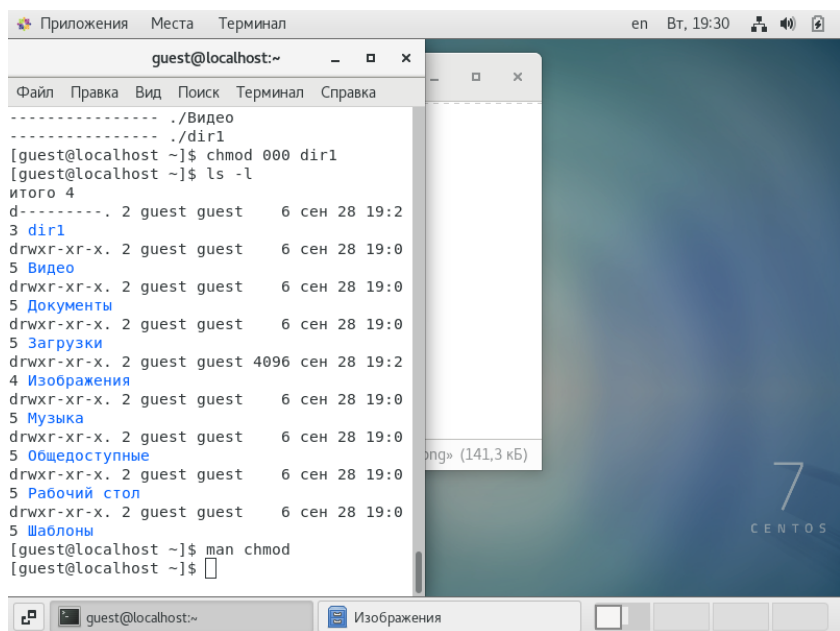 Приложения Места Терминал en Вт, 19:30
guest@localhost:~
Файл Правка Вид Поиск Терминал Справка
---------------- ./Видео
---------------- ./dir1
[guest@localhost ~]$ chmod 000 dir1
[guest@localhost ~]$ ls -l
итого 4
d---------. 2 guest guest    6 сен 28 19:2
3 dir1
drwxr-xr-x. 2 guest guest    6 сен 28 19:0
5 Видео
drwxr-xr-x. 2 guest guest    6 сен 28 19:0
5 Документы
drwxr-xr-x. 2 guest guest    6 сен 28 19:0
5 Загрузки
drwxr-xr-x. 2 guest guest 4096 сен 28 19:2
4 Изображения
drwxr-xr-x. 2 guest guest    6 сен 28 19:0
5 Музыка
drwxr-xr-x. 2 guest guest    6 сен 28 19:0
5 Общедоступные
drwxr-xr-x. 2 guest guest    6 сен 28 19:0
5 Рабочий стол
drwxr-xr-x. 2 guest guest    6 сен 28 19:0
5 Шаблоны
[guest@localhost ~]$ man chmod
[guest@localhost ~]$
png» (141,3 кБ)
7
CENTOS
guest@localhost:~ Изображения